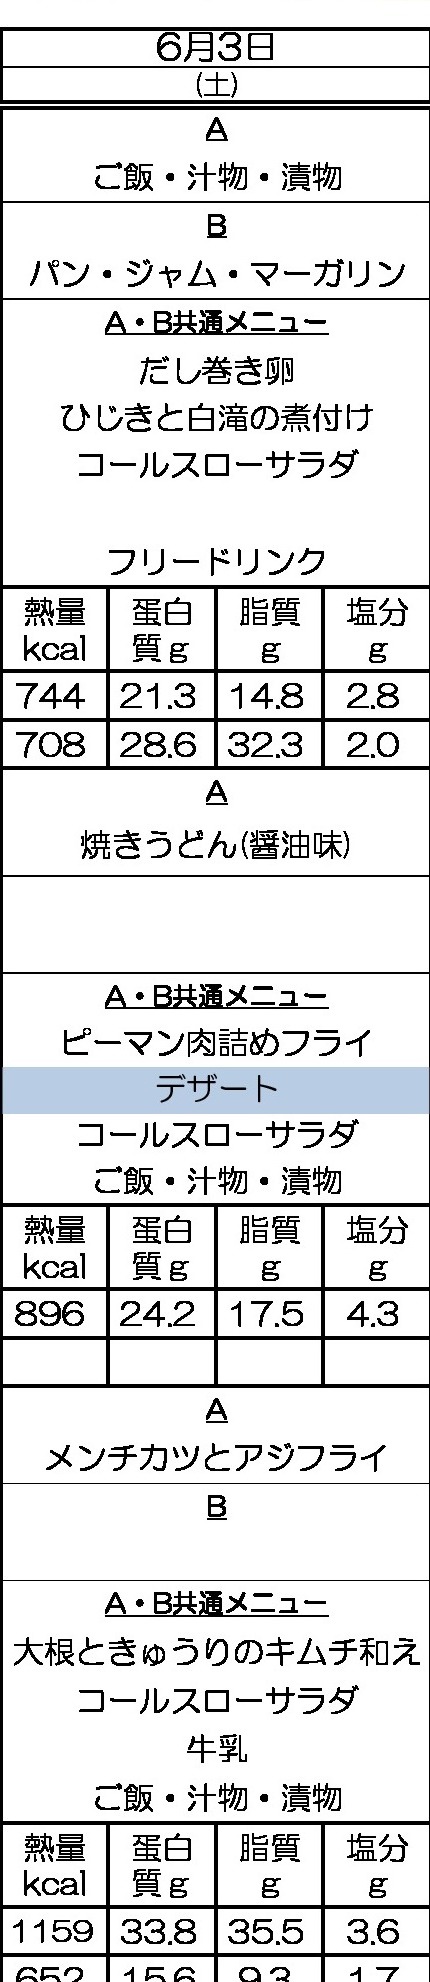 6月3日
(土)
A
ご飯・汁物・漬物
B
パン・ジャム・マーガリン
A・B共通メニュー
だし巻き卵
ひじきと白滝の煮付け
コールスローサラダ
フリードリンク
熱量 蛋白 脂質 塩分
kcal 質g g g
744 21.3 14.8 2.8
708 28.6 32.3 2.0
A
焼きうどん(醤油味)
A・B共通メニュー
ピーマン肉詰めフライ
デザート
コールスローサラダ
ご飯・汁物・漬物
熱量 蛋白 脂質 塩分
kcal 質g g g
896 24.2 17.5 4.3
A
メンチカツとアジフライ
B
A・B共通メニュー
大根ときゅうりのキムチ和え
コールスローサラダ
牛乳
ご飯・汁物・漬物
熱量 蛋白 脂質 塩分
kcal 質g g g
1159 33.8 35.5 3.6
652 15.6 9.3 1.7